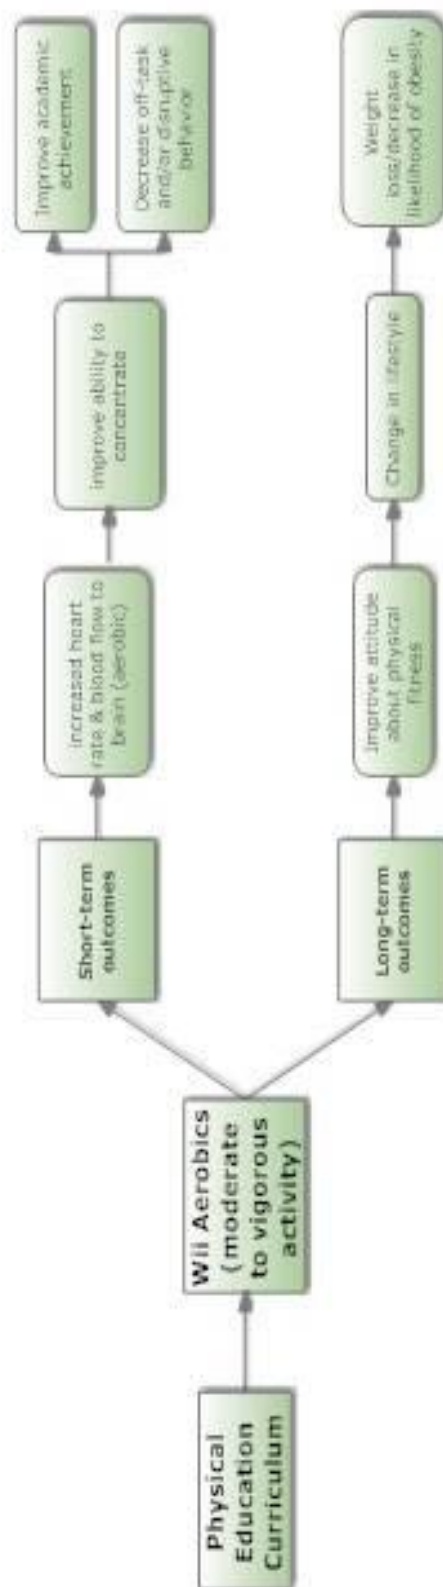 Physical
Education
Curriculum
Wii Aerobics
(moderate
to vigorous
activity)
Short-term
outcomes
increased heart
rate & blood flow to
brain (aerobic)
improve ability to
concentrate
Improve academic
achievement
Decrease off-task
and/or disruptive
behavior
Long-term
outcomes
Improve attitude
about physical
fitness
Change in lifestyle
Weight
loss/decrease in
likelihood of obesity